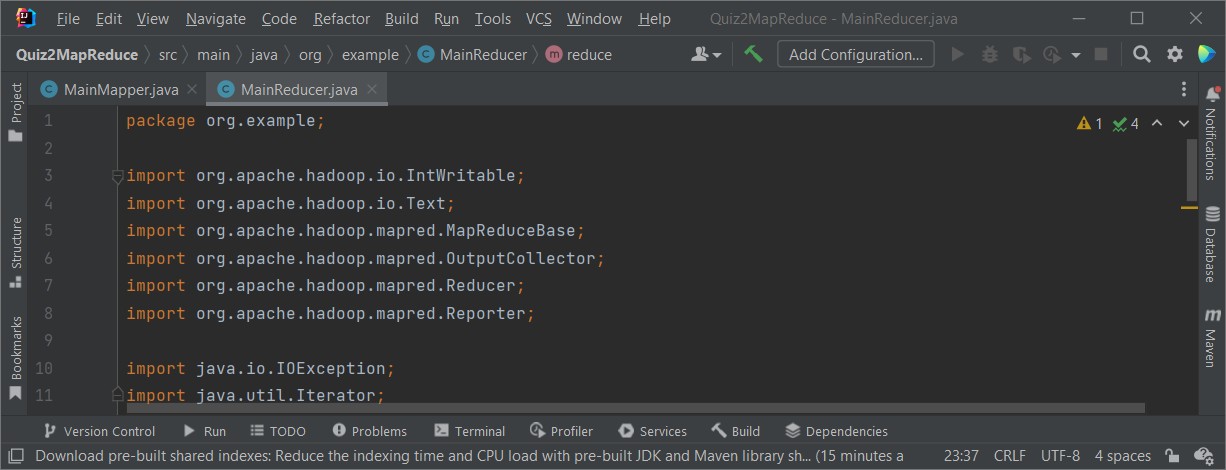 File Edit View Navigate Code Refactor Build Run Tools VCS Window Help Quiz2MapReduce - MainReducer.java
Quiz2MapReduce src main java org example MainReducer reduce Add Configuration...
MainMapper.java MainReducer.java
1 package org.example;
2
3 import org.apache.hadoop.io.IntWritable;
4 import org.apache.hadoop.io.Text;
5 import org.apache.hadoop.mapred.MapReduceBase;
6 import org.apache.hadoop.mapred.OutputCollector;
7 import org.apache.hadoop.mapred.Reducer;
8 import org.apache.hadoop.mapred.Reporter;
9
10 import java.io.IOException;
11 import java.util.Iterator;
1 4
Project
Structure
Bookmarks
Notifications
Database
Maven
Version Control Run TODO Problems Terminal Profiler Services Build Dependencies
Download pre-built shared indexes: Reduce the indexing time and CPU load with pre-built JDK and Maven library sh... (15 minutes a 23:37 CRLF UTF-8 4 spaces